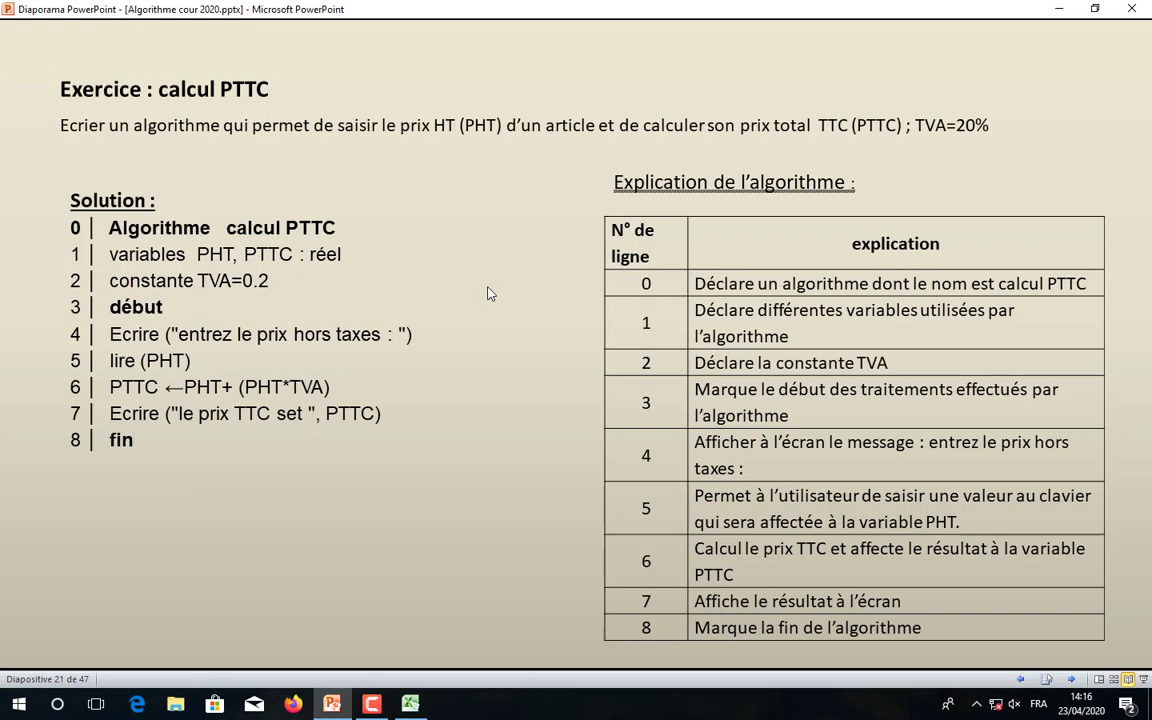 Diaporama PowerPoint - [Algorithme cour 2020.pptx] - Microsoft PowerPoint
Exercice : calcul PTTC
Ecrier un algorithme qui permet de saisir le prix HT (PHT) d’un article et de calculer son prix total TTC (PTTC) ; TVA=20%
Solution :
0│ Algorithme calcul PTTC
1│ variables PHT, PTTC : réel
2│ constante TVA=0.2
3│ début
4│ Ecrire ("entrez le prix hors taxes : ")
5│ lire (PHT)
6│ PTTC ←PHT+ (PHT*TVA)
7│ Ecrire ("le prix TTC set ", PTTC)
8│ fin
Explication de l’algorithme :
N° de
ligne
explication
0
Déclare un algorithme dont le nom est calcul PTTC
1
Déclare différentes variables utilisées par
l’algorithme
2
Déclare la constante TVA
3
Marque le début des traitements effectués par
l’algorithme
4
Afficher à l’écran le message : entrez le prix hors
taxes :
5
Permet à l’utilisateur de saisir une valeur au clavier
qui sera affectée à la variable PHT.
6
Calcul le prix TTC et affecte le résultat à la variable
PTTC
7
Affiche le résultat à l’écran
8
Marque la fin de l’algorithme
Diapositive 21 de 47
FRA
14:16
23/04/2020
2